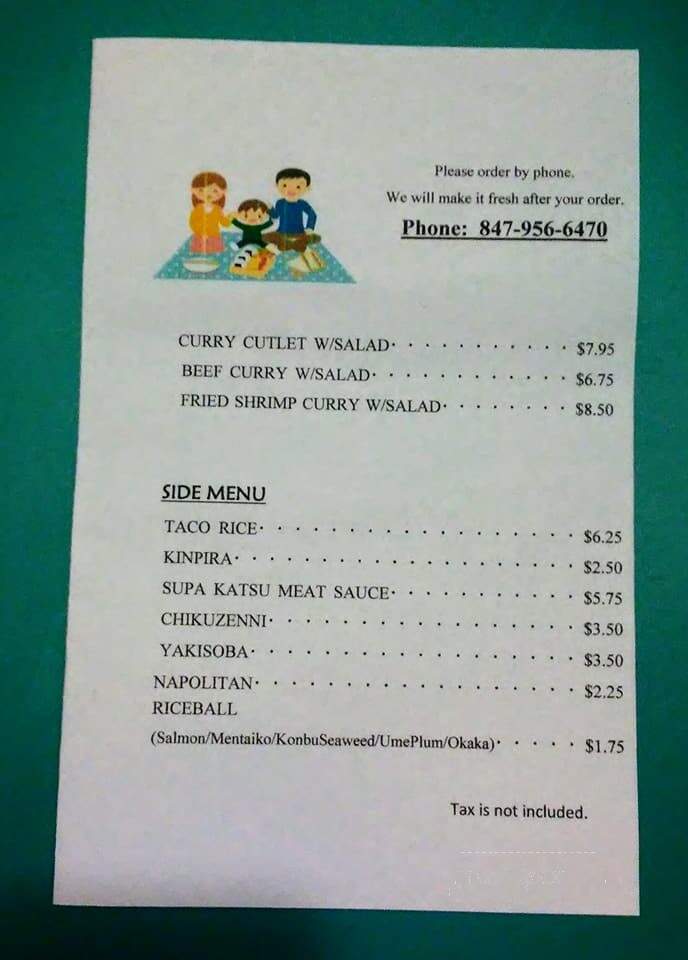 Please order by phone.
We will make it fresh after your order.
Phone: 847-956-6470
CURRY CUTLET W/SALAD· · · · · · · · · · · $7.95
BEEF CURRY W/SALAD· · · · · · · · · · · · $6.75
FRIED SHRIMP CURRY W/SALAD· · · · · · · · $8.50
SIDE MENU
TACO RICE· · · · · · · · · · · · · · · · · · $6.25
KINPIRA· · · · · · · · · · · · · · · · · · · $2.50
SUPA KATSU MEAT SAUCE· · · · · · · · · · · $5.75
CHIKUZENNI· · · · · · · · · · · · · · · · · $3.50
YAKISOBA· · · · · · · · · · · · · · · · · · $3.50
NAPOLITAN· · · · · · · · · · · · · · · · · · $2.25
RICEBALL
(Salmon/Mentaiko/KonbuSeaweed/UmePlum/Okaka)· · · · · $1.75
Tax is not included.